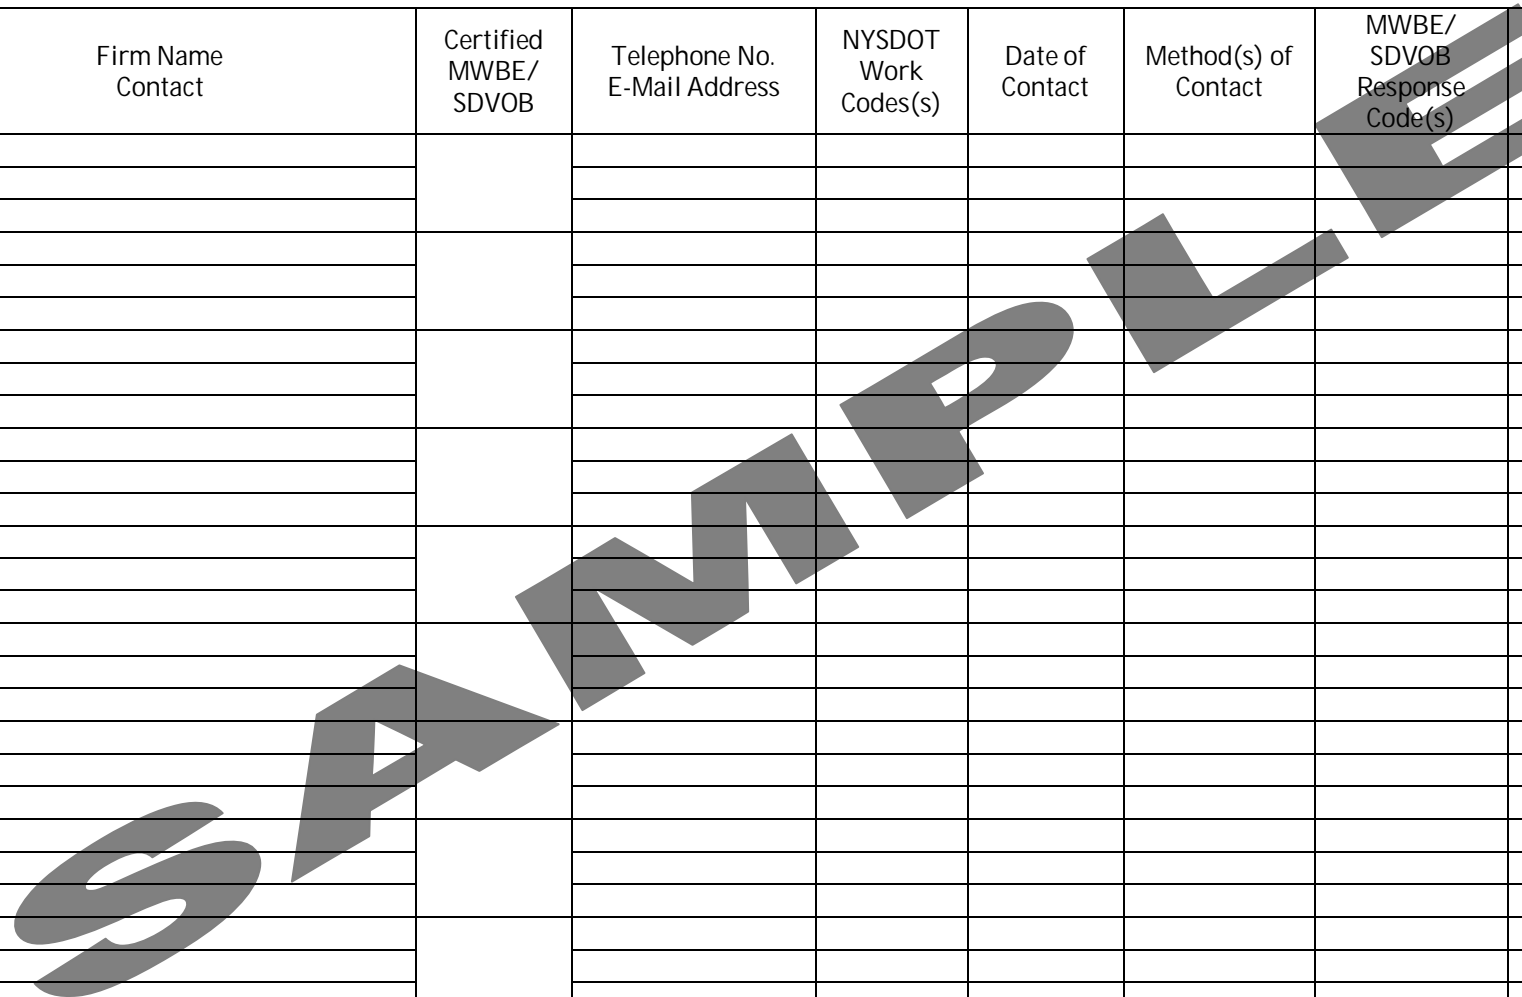 Firm Name
Contact
Certified
MWBE/
SDVOB
Telephone No.
E-Mail Address
NYSDOT
Work
Codes(s)
Date of
Contact
Method(s) of
Contact
MWBE/
SDVOB
Response
Code(s)
SAMPLE